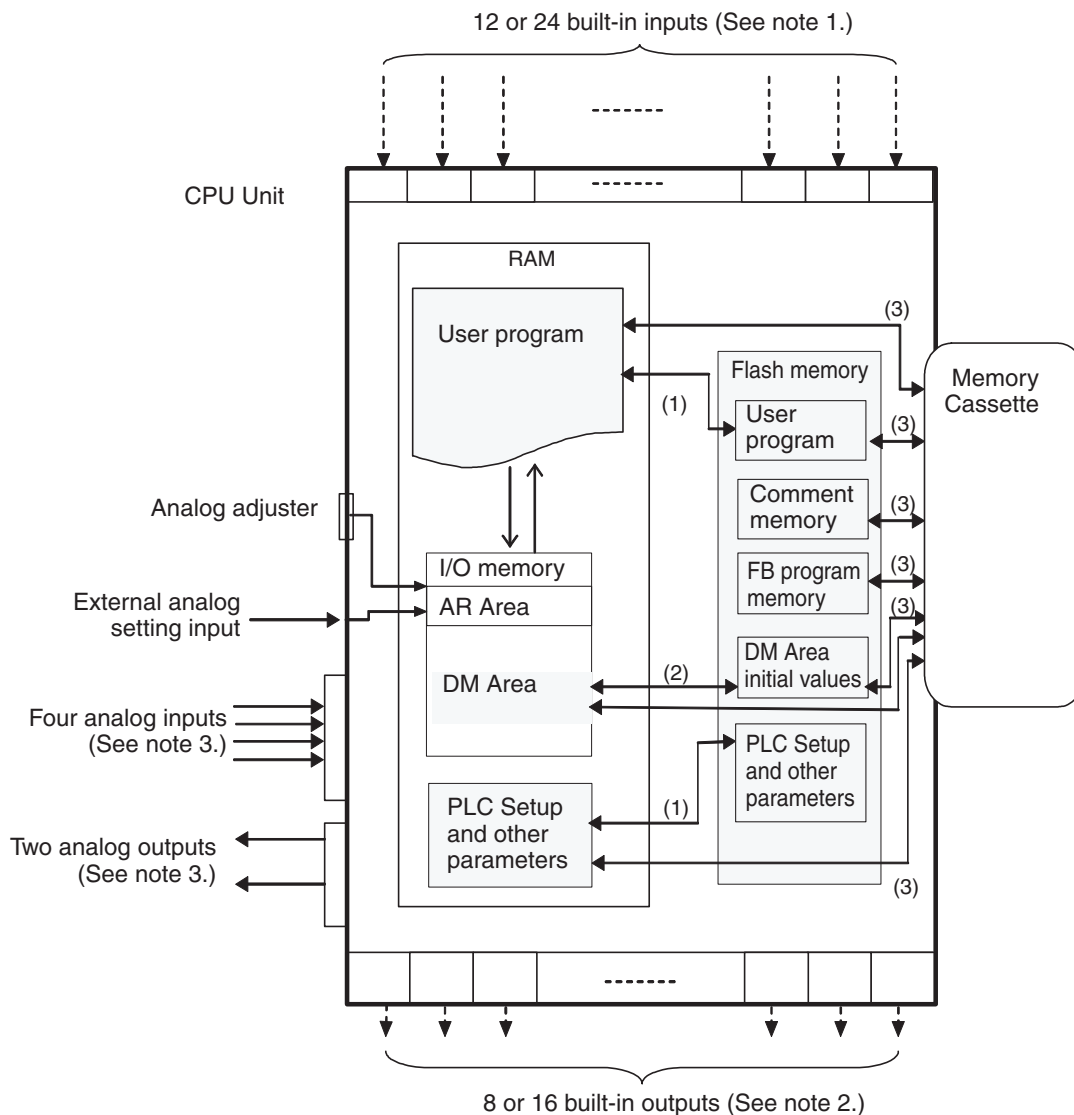 12 or 24 built-in inputs (See note 1.)
CPU Unit
RAM
User program
(3)
Flash memory
Memory
Cassette
(1)
User
program
(3)
Analog adjuster
Comment
memory
(3)
I/O memory
FB program
memory
(3)
External analog
setting input
AR Area
(3)
DM Area
(2)
DM Area
initial values
Four analog inputs
(See note 3.)
PLC Setup
and other
parameters
PLC Setup
and other
parameters
(1)
Two analog outputs
(See note 3.)
(3)
8 or 16 built-in outputs (See note 2.)